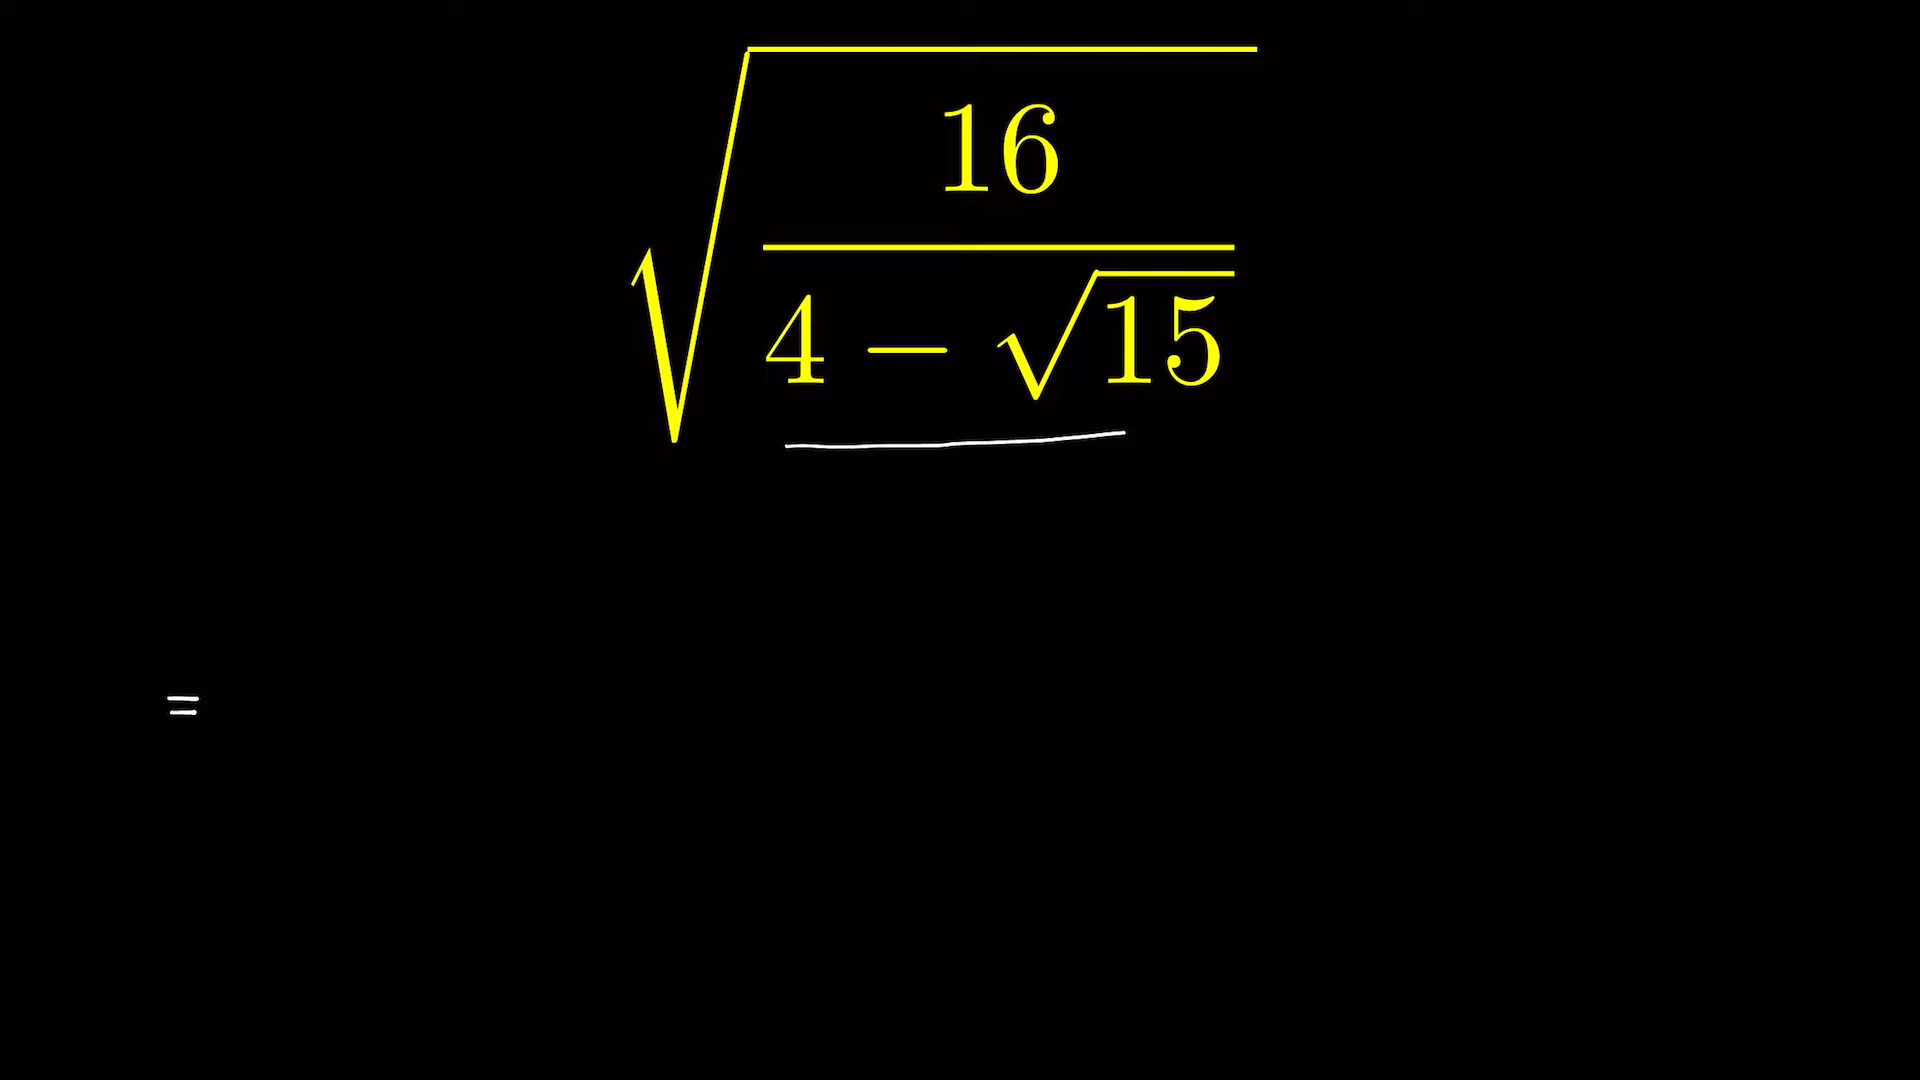 √(16 / (4 − √15))
=